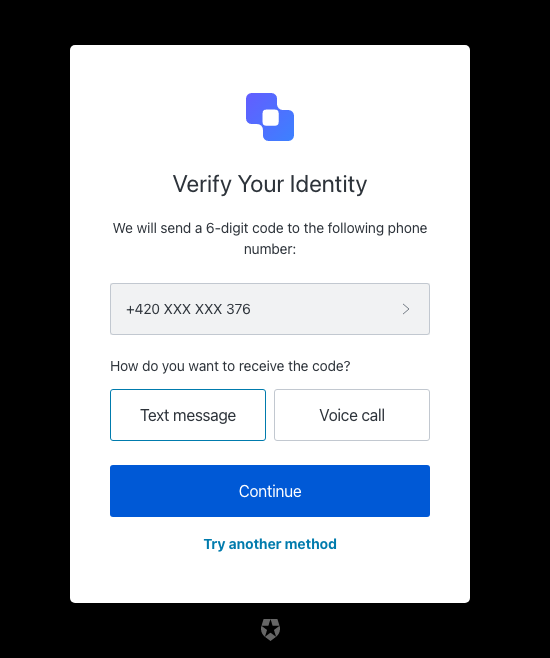 Verify Your Identity
We will send a 6-digit code to the following phone
number:
+420 XXX XXX 376
How do you want to receive the code?
Text message
Voice call
Continue
Try another method